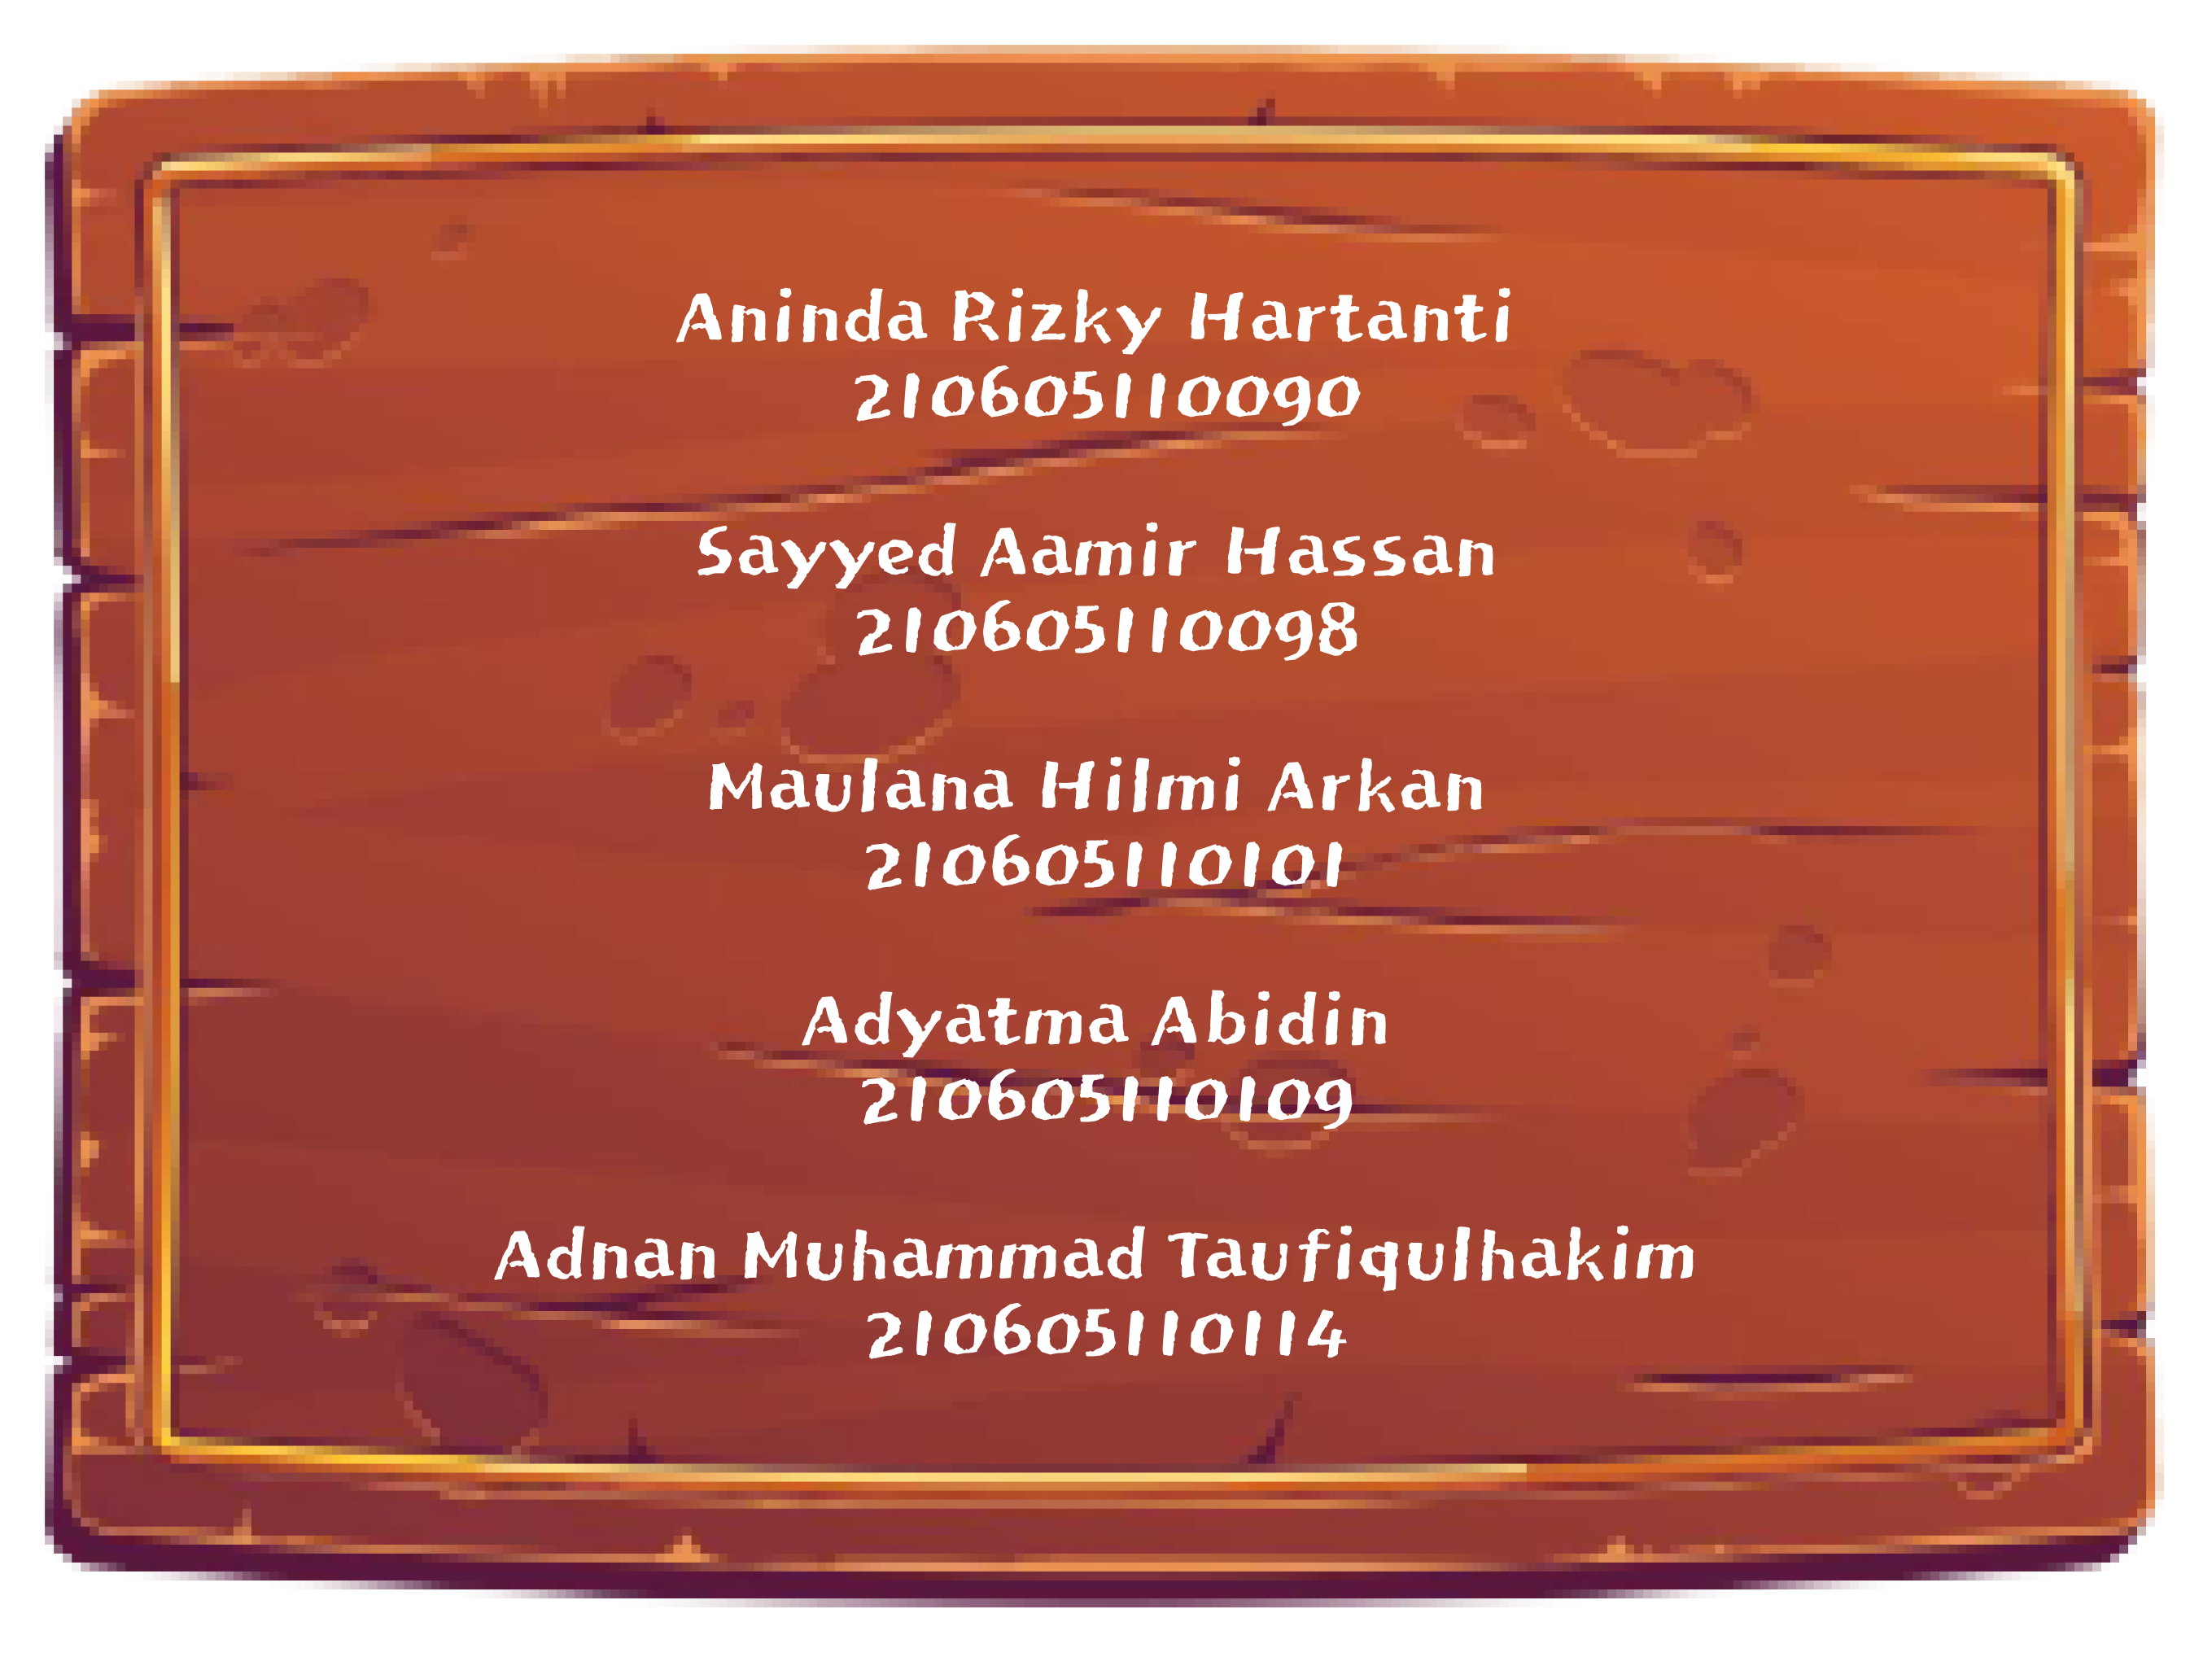 Aninda Rizky Hartanti
210605110090
Sayyed Aamir Hassan
210605110098
Maulana Hilmi Arkan
210605110101
Adyatma Abidin
210605110109
Adnan Muhammad Taufiqulhakim
210605110114